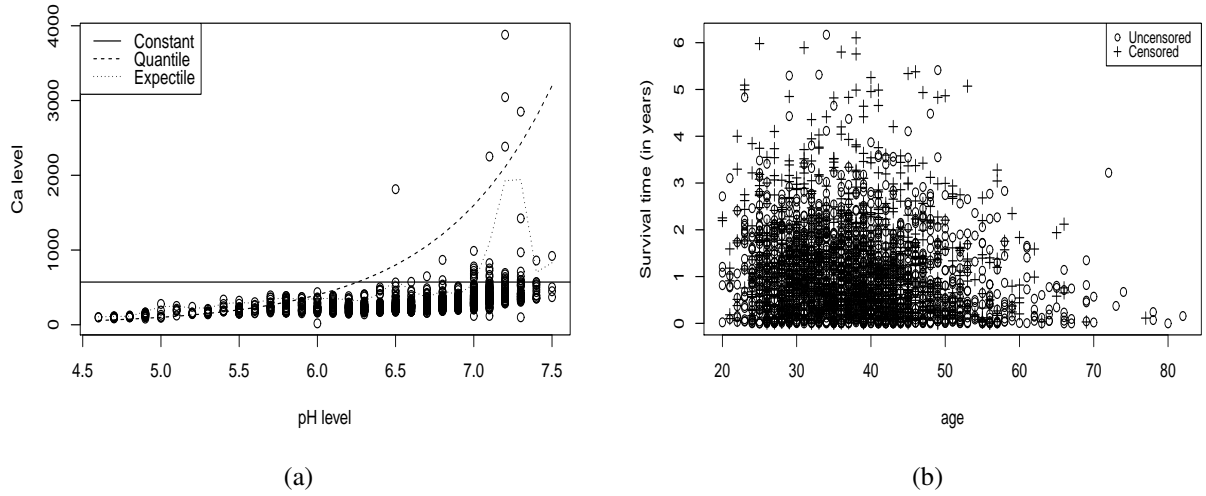 Ca level
4000
3000
2000
1000
0
Constant
Quantile
Expectile
4.5 5.0 5.5 6.0 6.5 7.0 7.5
pH level
(a)
Survival time (in years)
6
5
4
3
2
1
0
Uncensored
Censored
20 30 40 50 60 70 80
age
(b)